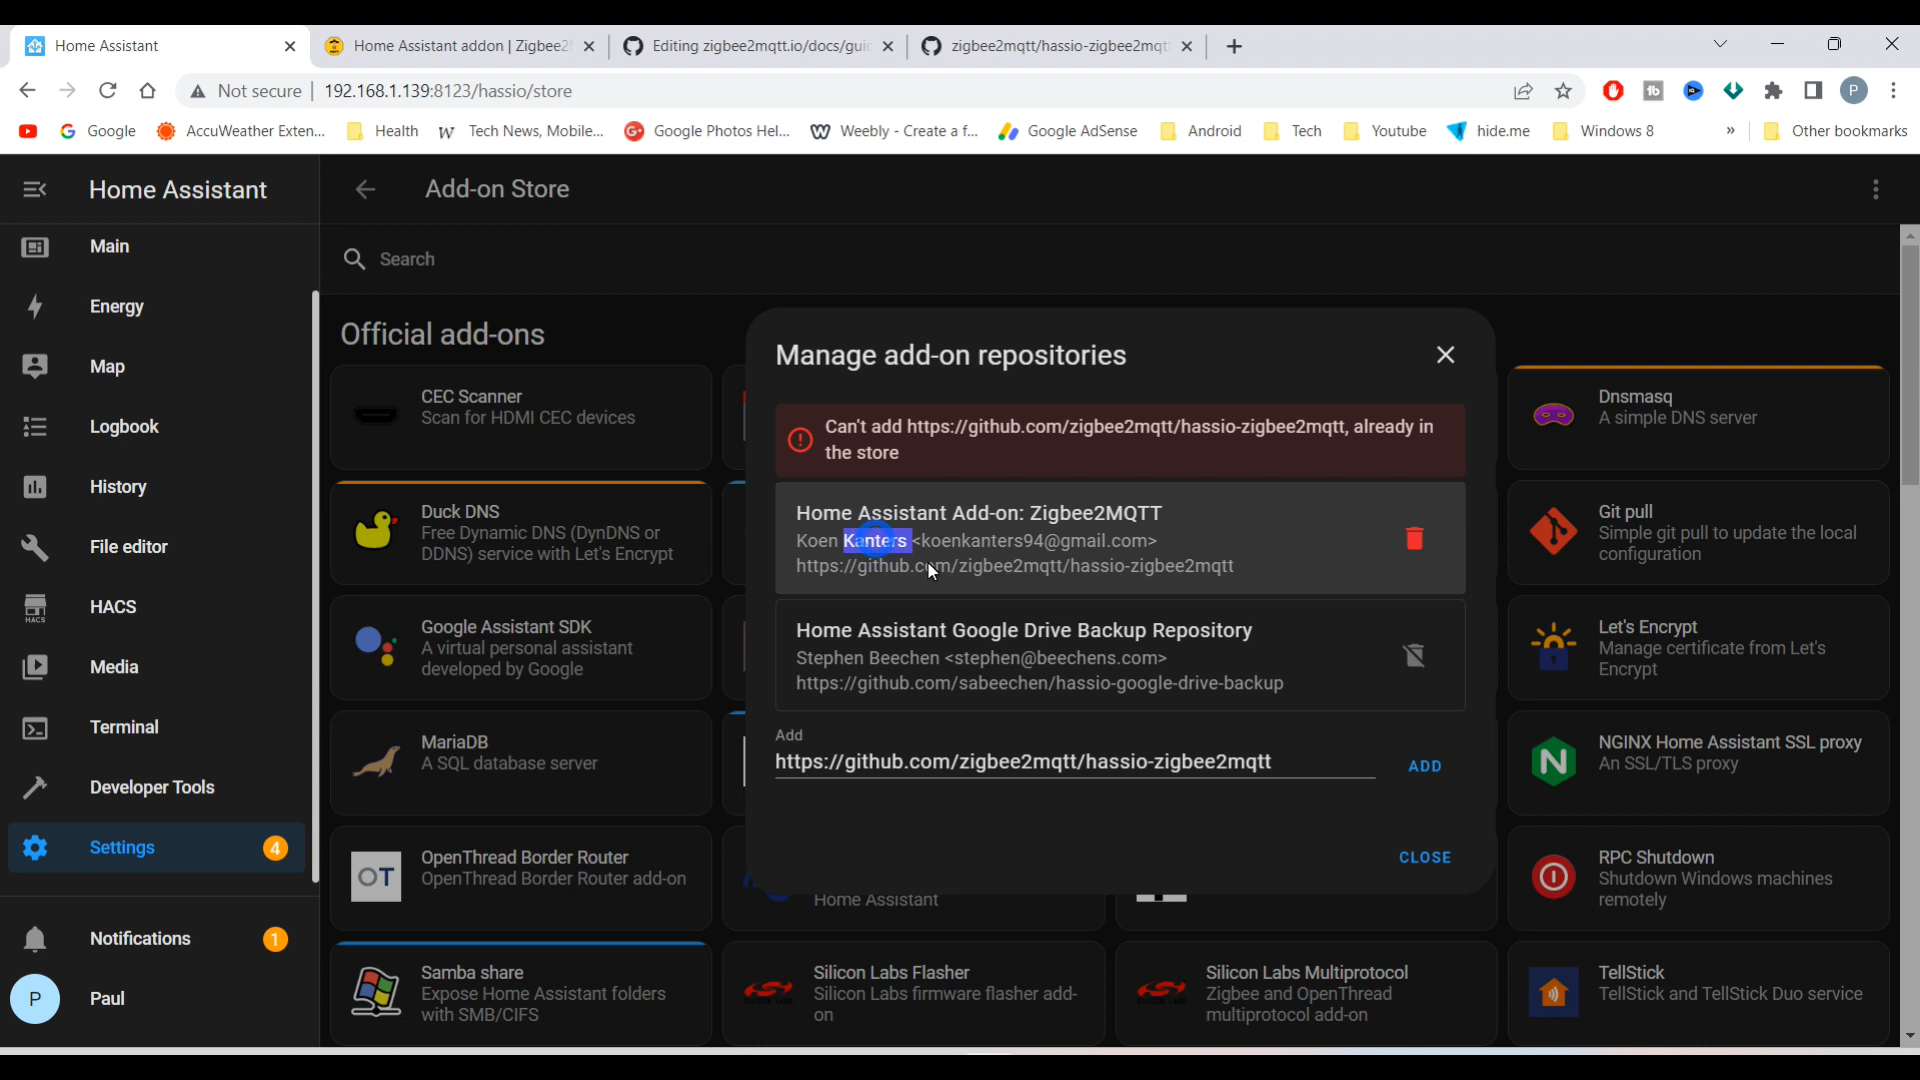 Home Assistant
Home Assistant addon | Zigbee2
Editing zigbee2mqtt.io/docs/gui
zigbee2mqtt/hassio-zigbee2mqt
Not secure
192.168.1.139:8123/hassio/store
P
Google
AccuWeather Exten...
Health
Tech News, Mobile...
Google Photos Hel...
Weebly - Create a f...
Google AdSense
Android
Tech
Youtube
hide.me
Windows 8
»
Other bookmarks
Home Assistant
Add-on Store
Main
Energy
Map
Logbook
History
File editor
HACS
HACS
Media
Terminal
Developer Tools
Settings
4
Notifications
1
P
Paul
Search
Official add-ons
CEC Scanner
Scan for HDMI CEC devices
Duck DNS
Free Dynamic DNS (DynDNS or
DDNS) service with Let's Encrypt
Google Assistant SDK
A virtual personal assistant
developed by Google
MariaDB
A SQL database server
OT
OpenThread Border Router
OpenThread Border Router add-on
Samba share
Expose Home Assistant folders
with SMB/CIFS
Manage add-on repositories
Can't add https://github.com/zigbee2mqtt/hassio-zigbee2mqtt, already in
the store
Home Assistant Add-on: Zigbee2MQTT
Koen Kanters <koenkanters94@gmail.com>
https://github.com/zigbee2mqtt/hassio-zigbee2mqtt
Home Assistant Google Drive Backup Repository
Stephen Beechen <stephen@beechens.com>
https://github.com/sabeechen/hassio-google-drive-backup
Add
https://github.com/zigbee2mqtt/hassio-zigbee2mqtt
ADD
CLOSE
Home Assistant
Silicon Labs Flasher
Silicon Labs firmware flasher add-
on
Silicon Labs Multiprotocol
Zigbee and OpenThread
multiprotocol add-on
Dnsmasq
A simple DNS server
Git pull
Simple git pull to update the local
configuration
Let's Encrypt
Manage certificate from Let's
Encrypt
N
NGINX Home Assistant SSL proxy
An SSL/TLS proxy
RPC Shutdown
Shutdown Windows machines
remotely
TellStick
TellStick and TellStick Duo service